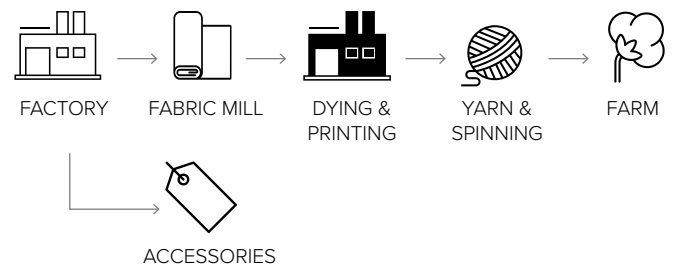 FACTORY
FABRIC MILL
DYING &
PRINTING
YARN &
SPINNING
FARM
ACCESSORIES